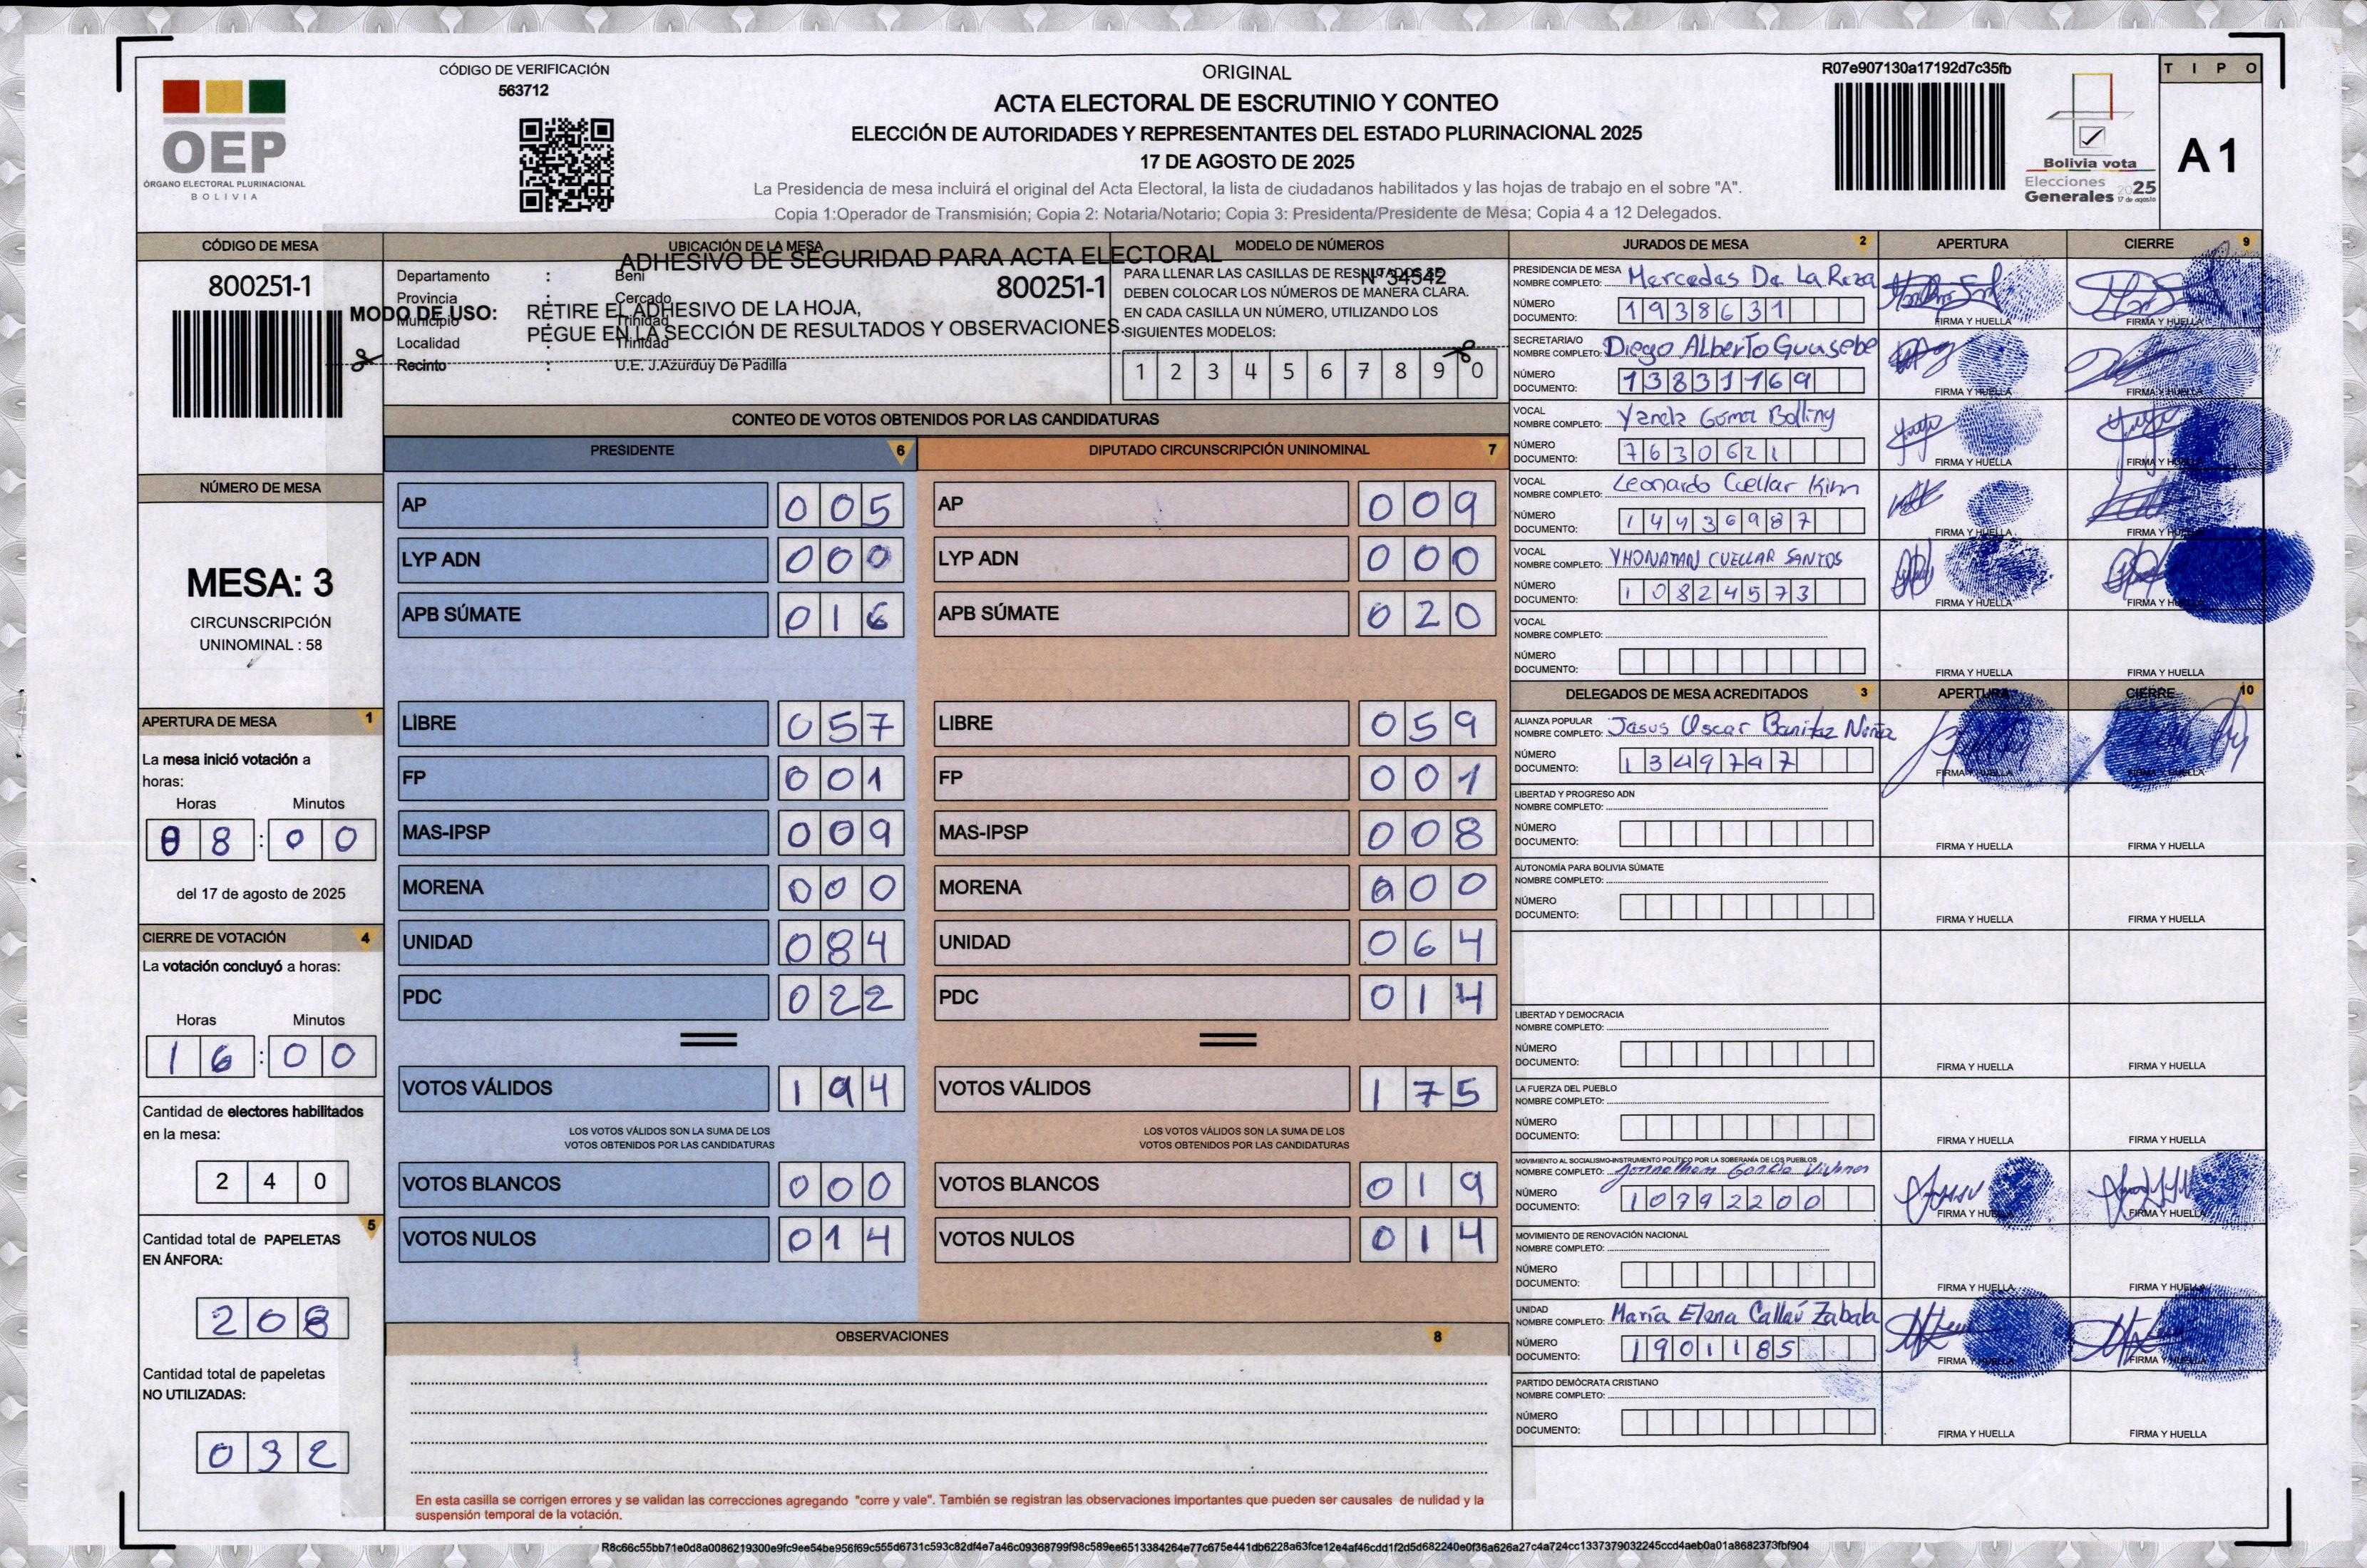 CÓDIGO DE VERIFICACIÓN
563712
OEP
ÓRGANO ELECTORAL PLURINACIONAL
BOLIVIA
ORIGINAL
ACTA ELECTORAL DE ESCRUTINIO Y CONTEO
ELECCIÓN DE AUTORIDADES Y REPRESENTANTES DEL ESTADO PLURINACIONAL 2025
17 DE AGOSTO DE 2025
La Presidencia de mesa incluirá el original del Acta Electoral, la lista de ciudadanos habilitados y las hojas de trabajo en el sobre "A".
Copia 1:Operador de Transmisión; Copia 2: Notaria/Notario; Copia 3: Presidenta/Presidente de Mesa; Copia 4 a 12 Delegados.
R07e907130a17192d7c35fb
Bolivia vota
Elecciones
Generales 2025
17 de agosto
TIPO
A 1
CÓDIGO DE MESA
800251-1
NÚMERO DE MESA
MESA: 3
CIRCUNSCRIPCIÓN
UNINOMINAL : 58
APERTURA DE MESA 1
La mesa inició votación a
horas:
Horas Minutos
08:00
del 17 de agosto de 2025
CIERRE DE VOTACIÓN 4
La votación concluyó a horas:
Horas Minutos
16:00
Cantidad de electores habilitados
en la mesa:
240
5
Cantidad total de PAPELETAS
EN ÁNFORA:
208
Cantidad total de papeletas
NO UTILIZADAS:
032
UBICACIÓN DE LA MESA
ADHESIVO DE SEGURIDAD PARA ACTA ELECTORAL
N° 34542
Departamento : Beni
800251-1
Provincia : Cercado
MODO DE USO: RETIRE EL ADHESIVO DE LA HOJA,
Municipio : Trinidad
PEGUE EN LA SECCIÓN DE RESULTADOS Y OBSERVACIONES.
Localidad : Trinidad
Recinto : U.E. J.Azurduy De Padilla
MODELO DE NÚMEROS
PARA LLENAR LAS CASILLAS DE RESULTADOS SE
DEBEN COLOCAR LOS NÚMEROS DE MANERA CLARA.
EN CADA CASILLA UN NÚMERO, UTILIZANDO LOS
SIGUIENTES MODELOS:
1 2 3 4 5 6 7 8 9 0
CONTEO DE VOTOS OBTENIDOS POR LAS CANDIDATURAS
PRESIDENTE 6
AP 005
LYP ADN 000
APB SÚMATE 016
LIBRE 057
FP 001
MAS-IPSP 009
MORENA 000
UNIDAD 084
PDC 022
VOTOS VÁLIDOS 194
LOS VOTOS VÁLIDOS SON LA SUMA DE LOS
VOTOS OBTENIDOS POR LAS CANDIDATURAS
VOTOS BLANCOS 000
VOTOS NULOS 014
DIPUTADO CIRCUNSCRIPCIÓN UNINOMINAL 7
AP 009
LYP ADN 000
APB SÚMATE 020
LIBRE 059
FP 001
MAS-IPSP 008
MORENA 000
UNIDAD 064
PDC 014
VOTOS VÁLIDOS 175
LOS VOTOS VÁLIDOS SON LA SUMA DE LOS
VOTOS OBTENIDOS POR LAS CANDIDATURAS
VOTOS BLANCOS 019
VOTOS NULOS 014
OBSERVACIONES 8
En esta casilla se corrigen errores y se validan las correcciones agregando "corre y vale". También se registran las observaciones importantes que pueden ser causales de nulidad y la
suspensión temporal de la votación.
JURADOS DE MESA 2 APERTURA CIERRE 9
PRESIDENCIA DE MESA
NOMBRE COMPLETO: Mercedes De La Roza
NÚMERO
DOCUMENTO: 1938631
FIRMA Y HUELLA FIRMA Y HUELLA
SECRETARIA/O
NOMBRE COMPLETO: Diego Alberto Guasebe
NÚMERO
DOCUMENTO: 13831769
FIRMA Y HUELLA FIRMA Y HUELLA
VOCAL
NOMBRE COMPLETO: Yarela Goma Bolling
NÚMERO
DOCUMENTO: 7630621
FIRMA Y HUELLA FIRMA Y HUELLA
VOCAL
NOMBRE COMPLETO: Leonardo Cuellar Kinn
NÚMERO
DOCUMENTO: 14436987
FIRMA Y HUELLA FIRMA Y HUELLA
VOCAL
NOMBRE COMPLETO: YHONATAN CUELLAR SANTOS
NÚMERO
DOCUMENTO: 10824573
FIRMA Y HUELLA FIRMA Y HUELLA
VOCAL
NOMBRE COMPLETO:
NÚMERO
DOCUMENTO:
FIRMA Y HUELLA FIRMA Y HUELLA
DELEGADOS DE MESA ACREDITADOS 3 APERTURA CIERRE 10
ALIANZA POPULAR
NOMBRE COMPLETO: Jesus Oscar Benitez Nuñez
NÚMERO
DOCUMENTO: 1349747
FIRMA Y HUELLA FIRMA Y HUELLA
LIBERTAD Y PROGRESO ADN
NOMBRE COMPLETO:
NÚMERO
DOCUMENTO:
FIRMA Y HUELLA FIRMA Y HUELLA
AUTONOMÍA PARA BOLIVIA SÚMATE
NOMBRE COMPLETO:
NÚMERO
DOCUMENTO:
FIRMA Y HUELLA FIRMA Y HUELLA
LIBERTAD Y DEMOCRACIA
NOMBRE COMPLETO:
NÚMERO
DOCUMENTO:
FIRMA Y HUELLA FIRMA Y HUELLA
LA FUERZA DEL PUEBLO
NOMBRE COMPLETO:
NÚMERO
DOCUMENTO:
FIRMA Y HUELLA FIRMA Y HUELLA
MOVIMIENTO AL SOCIALISMO-INSTRUMENTO POLÍTICO POR LA SOBERANÍA DE LOS PUEBLOS
NOMBRE COMPLETO: Jonnathan
NÚMERO
DOCUMENTO: 10792200
FIRMA Y HUELLA FIRMA Y HUELLA
MOVIMIENTO DE RENOVACIÓN NACIONAL
NOMBRE COMPLETO:
NÚMERO
DOCUMENTO:
FIRMA Y HUELLA FIRMA Y HUELLA
UNIDAD
NOMBRE COMPLETO: María Elena Callaú Zabala
NÚMERO
DOCUMENTO: 1901185
FIRMA Y HUELLA FIRMA Y HUELLA
PARTIDO DEMÓCRATA CRISTIANO
NOMBRE COMPLETO:
NÚMERO
DOCUMENTO:
FIRMA Y HUELLA FIRMA Y HUELLA